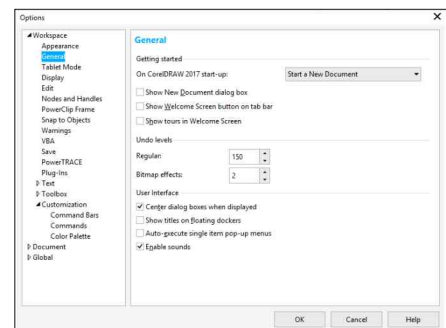 Options
Workspace
Appearance
General
Tablet Mode
Display
Edit
Nodes and Handles
PowerClip Frame
Snap to Objects
Warnings
VBA
Save
PowerTRACE
Plug-Ins
Text
Toolbox
Customization
Command Bars
Commands
Color Palette
Document
Global
General
Getting started
On CorelDRAW 2017 start-up: Start a New Document
Show New Document dialog box
Show Welcome Screen button on tab bar
Show tours in Welcome Screen
Undo levels
Regular: 150
Bitmap effects: 2
User Interface
Center dialog boxes when displayed
Show titles on floating dockers
Auto-execute single item pop-up menus
Enable sounds
OK Cancel Help